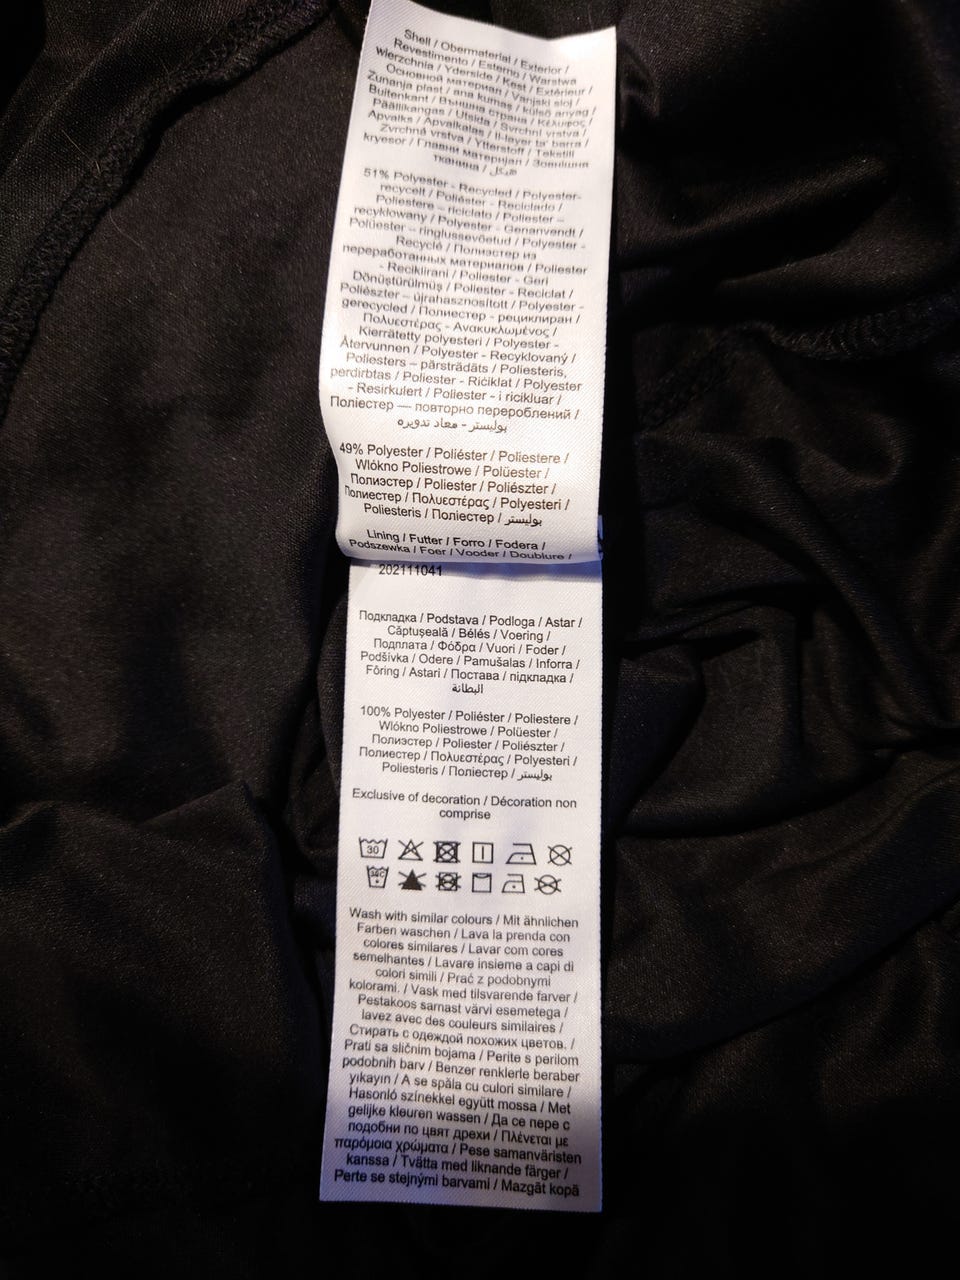 Shell / Obermaterial / Exterior /
Revestimento / Esterno / Warstwa
wierzchnia / Yderside / Kest / Extérieur /
Основной материал / Vanjski sloj /
Zunanja plast / ana kumaş / külső anyag /
Buitenkant / Външна страна / Κέλυφος /
Päällikangas / Utsida / Svrchní vrstva /
Apvalks / Apvalkalas / Il-layer ta' barra /
Zvrchná vrstva / Ytterstoff / Tekstili
kryesor / Главни материјал / Зовнішня
тканина / هيكل
51% Polyester - Recycled / Polyester-
recycelt / Poliéster - Reciclado /
Poliestere – riciclato / Poliester –
recyklowany / Polyester - Genanvendt /
Polüester – ringlussevõetud / Polyester -
Recyclé / Полиэстер из
переработанных материалов / Poliester
- Reciklirani / Poliester - Geri
Dönüştürülmüş / Poliester - Reciclat /
Poliészter – újrahasznosított / Polyester -
gerecycled / Полиестер - рециклиран /
Πολυεστέρας - Ανακυκλωμένος /
Kierrätetty polyesteri / Polyester -
Återvunnen / Polyester - Recyklovaný /
Poliesters – pārstrādāts / Poliesteris,
perdirbtas / Poliester - Riċiklat / Polyester
- Resirkulert / Poliester - i ricikluar /
Поліестер — повторно перероблений /
بوليستر - معاد تدويره
49% Polyester / Poliéster / Poliestere /
Wlókno Poliestrowe / Polüester /
Полиэстер / Poliester / Poliészter /
Полиестер / Πολυεστέρας / Polyesteri /
Poliesteris / Поліестер / بوليستر
Lining / Futter / Forro / Fodera /
Podszewka / Foer / Vooder / Doublure /
202111041
Подкладка / Podstava / Podloga / Astar /
Căptușeală / Bélés / Voering /
Подплата / Φόδρα / Vuori / Foder /
Podšívka / Odere / Pamušalas / Inforra /
Fôring / Astari / Постава / підкладка /
البطانة
100% Polyester / Poliéster / Poliestere /
Wlókno Poliestrowe / Polüester /
Полиэстер / Poliester / Poliészter /
Полиестер / Πολυεστέρας / Polyesteri /
Poliesteris / Поліестер / بوليستر
Exclusive of decoration / Décoration non
comprise
30
Wash with similar colours / Mit ähnlichen
Farben waschen / Lava la prenda con
colores similares / Lavar com cores
semelhantes / Lavare insieme a capi di
colori simili / Prać z podobnymi
kolorami. / Vask med tilsvarende farver /
Pestakoos samast värvi esemetega /
lavez avec des couleurs similaires /
Стирать с одеждой похожих цветов. /
Prati sa sličnim bojama / Perite s perilom
podobnih barv / Benzer renklerle beraber
yıkayın / A se spăla cu culori similare /
Hasonló színekkel együtt mossa / Met
gelijke kleuren wassen / Да се пере с
подобни по цвят дрехи / Πλένεται με
παρόμοια χρώματα / Pese samanväristen
kanssa / Tvätta med liknande färger /
Perte se stejnými barvami / Mazgāt kopā